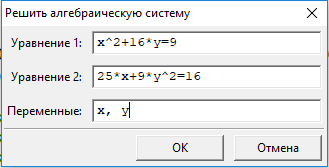 Решить алгебраическую систему
Уравнение 1: x^2+16*y=9
Уравнение 2: 25*x+9*y^2=16
Переменные: x, y
OK Отмена